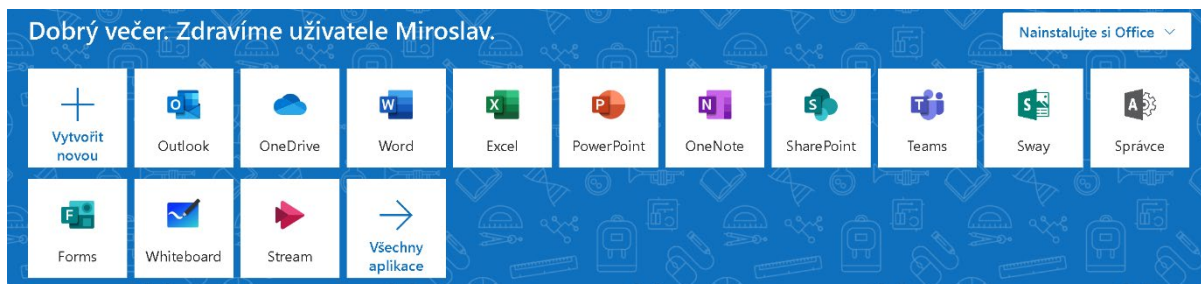 Dobrý večer. Zdravíme uživatele Miroslav.
Nainstalujte si Office
Vytvořit
novou
Outlook
OneDrive
Word
Excel
PowerPoint
OneNote
SharePoint
Teams
Sway
Správce
Forms
Whiteboard
Stream
Všechny
aplikace